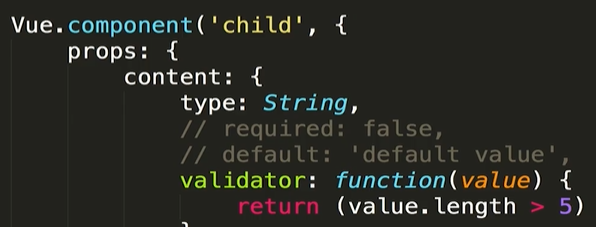 Vue.component('child', {
props: {
content: {
type: String,
// required: false,
// default: 'default value',
validator: function(value) {
return (value.length > 5)
}